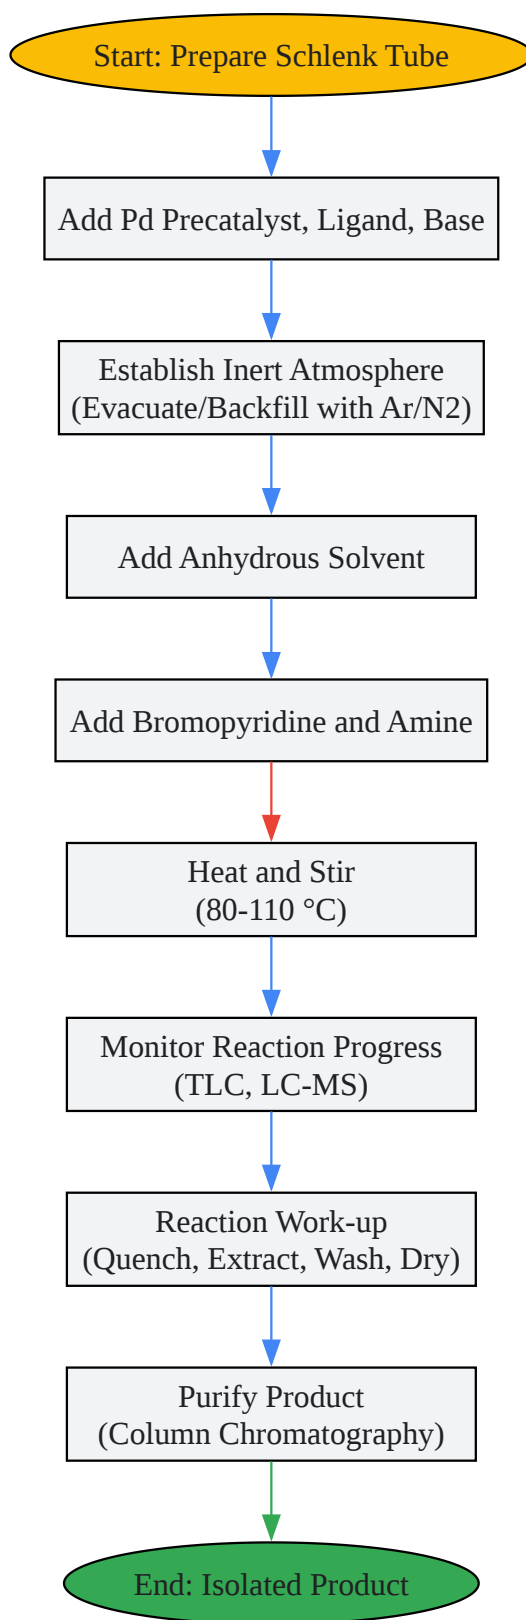 Start: Prepare Schlenk Tube
Add Pd Precatalyst, Ligand, Base
Establish Inert Atmosphere
(Evacuate/Backfill with Ar/N2)
Add Anhydrous Solvent
Add Bromopyridine and Amine
Heat and Stir
(80-110 °C)
Monitor Reaction Progress
(TLC, LC-MS)
Reaction Work-up
(Quench, Extract, Wash, Dry)
Purify Product
(Column Chromatography)
End: Isolated Product